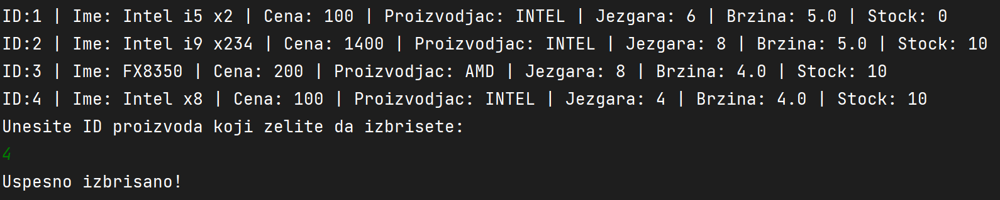 ID:1 | Ime: Intel i5 x2 | Cena: 100 | Proizvodjac: INTEL | Jezgara: 6 | Brzina: 5.0 | Stock: 0
ID:2 | Ime: Intel i9 x234 | Cena: 1400 | Proizvodjac: INTEL | Jezgara: 8 | Brzina: 5.0 | Stock: 10
ID:3 | Ime: FX8350 | Cena: 200 | Proizvodjac: AMD | Jezgara: 8 | Brzina: 4.0 | Stock: 10
ID:4 | Ime: Intel x8 | Cena: 100 | Proizvodjac: INTEL | Jezgara: 4 | Brzina: 4.0 | Stock: 10
Unesite ID proizvoda koji zelite da izbrisete:
4
Uspesno izbrisano!